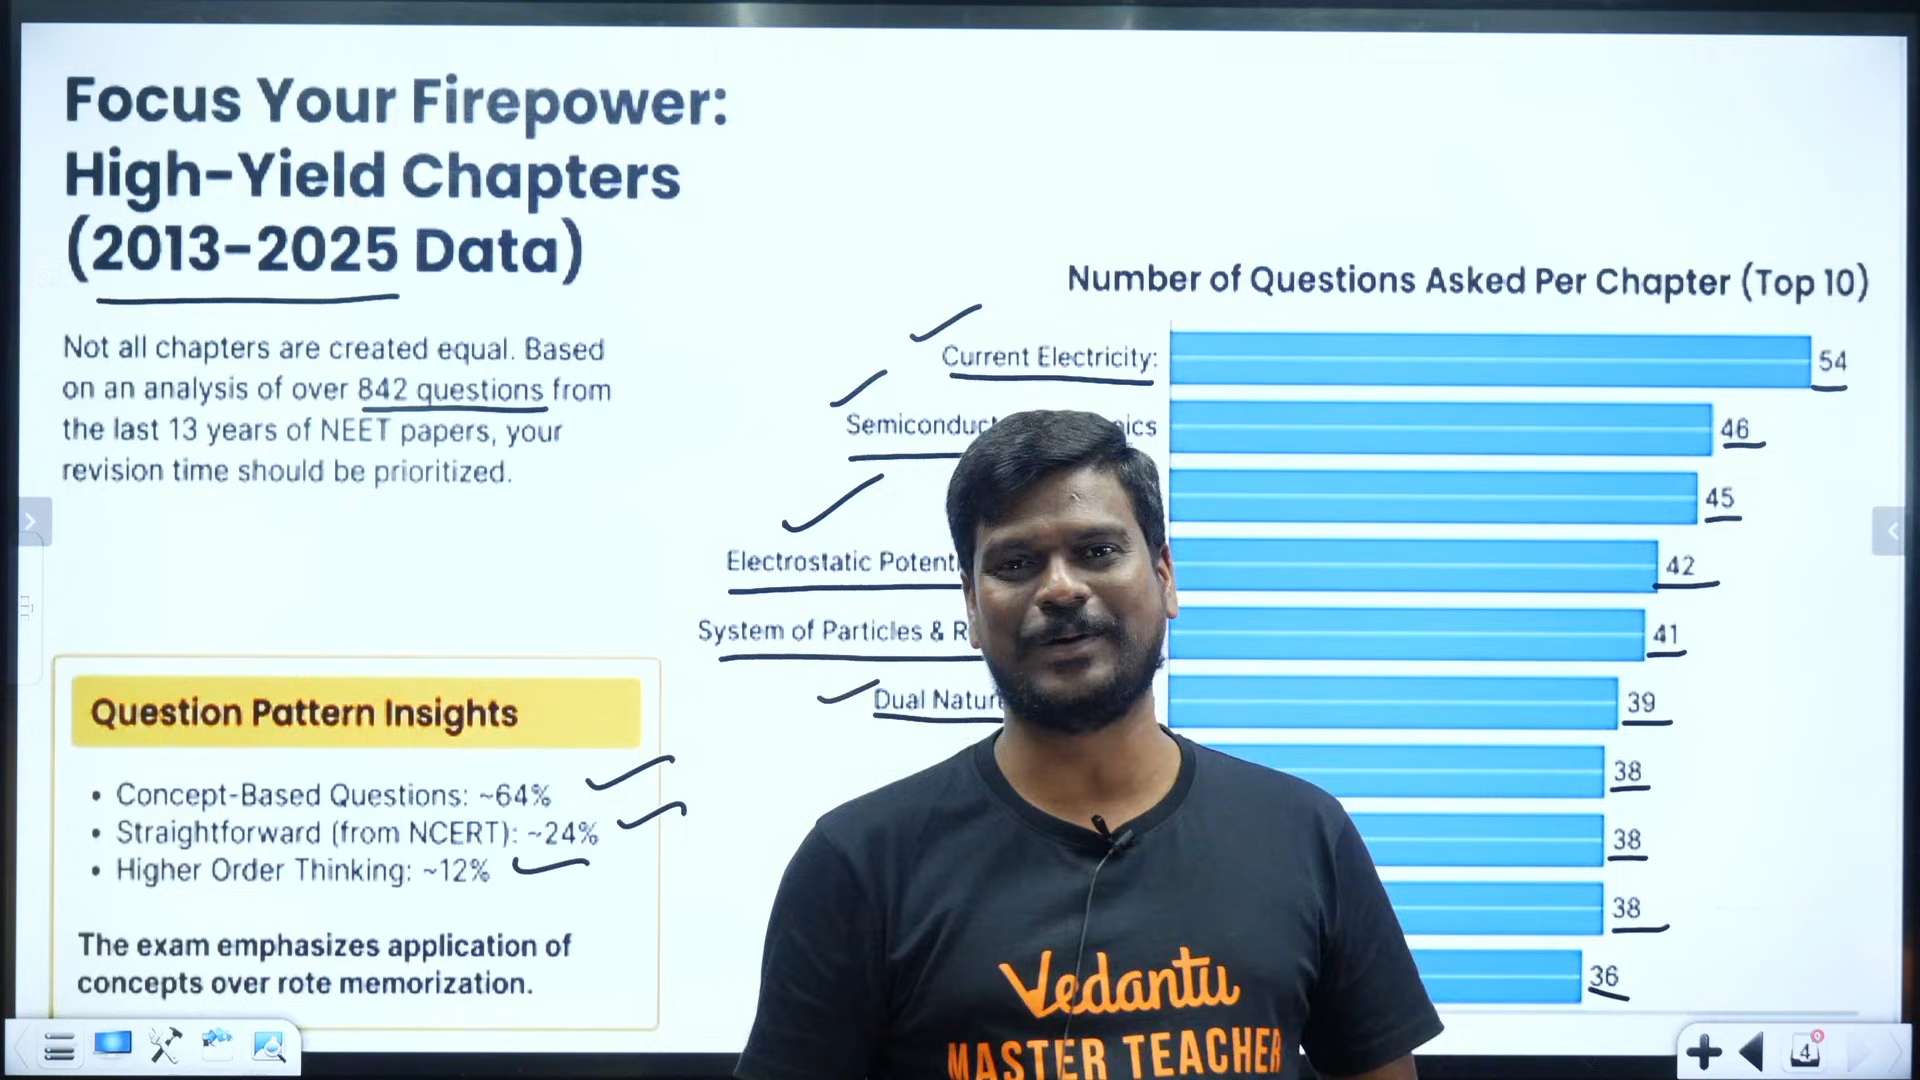 Focus Your Firepower:
High-Yield Chapters
(2013-2025 Data)
Not all chapters are created equal. Based
on an analysis of over 842 questions from
the last 13 years of NEET papers, your
revision time should be prioritized.
Question Pattern Insights
• Concept-Based Questions: ~64%
• Straightforward (from NCERT): ~24%
• Higher Order Thinking: ~12%
The exam emphasizes application of
concepts over rote memorization.
Number of Questions Asked Per Chapter (Top 10)
Current Electricity: 54
46
45
Electrostatic 42
System of Particles & 41
Dual 39
38
38
38
36
Vedantu
MASTER TEACHER
4
0